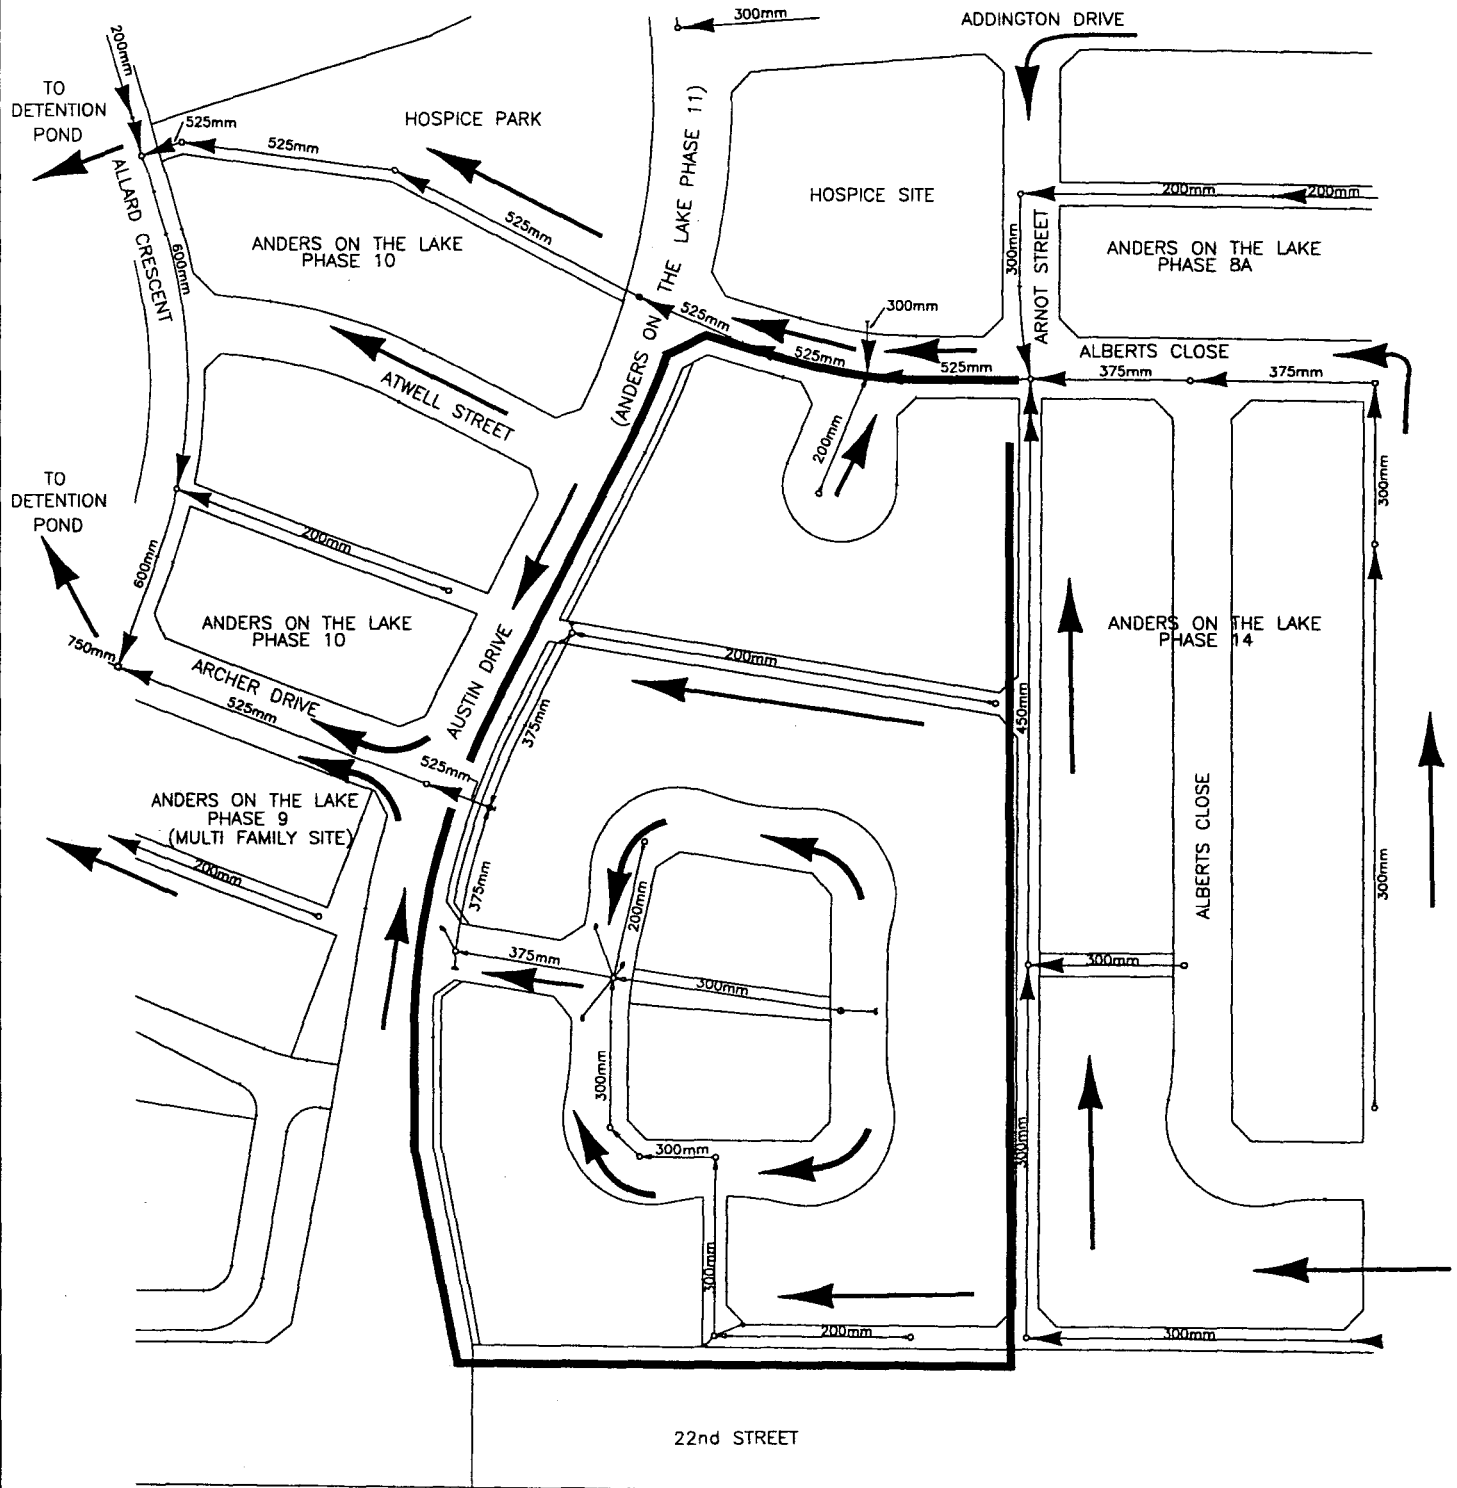 300mm
ADDINGTON DRIVE
200mm
TO
DETENTION
POND
525mm
525mm
HOSPICE PARK
ALLARD CRESCENT
600mm
ANDERS ON THE LAKE
PHASE 10
525mm
(ANDERS ON THE LAKE PHASE 11)
HOSPICE SITE
200mm
200mm
300mm
ARNOT STREET
ANDERS ON THE LAKE
PHASE 8A
300mm
525mm
525mm
525mm
ALBERTS CLOSE
375mm
375mm
ATWELL STREET
200mm
300mm
TO
DETENTION
POND
200mm
600mm
ANDERS ON THE LAKE
PHASE 10
750mm
ARCHER DRIVE
525mm
AUSTIN DRIVE
200mm
375mm
450mm
ANDERS ON THE LAKE
PHASE 14
525mm
ANDERS ON THE LAKE
PHASE 9
(MULTI FAMILY SITE)
200mm
375mm
200mm
ALBERTS CLOSE
300mm
375mm
300mm
300mm
300mm
300mm
300mm
300mm
200mm
300mm
22nd STREET